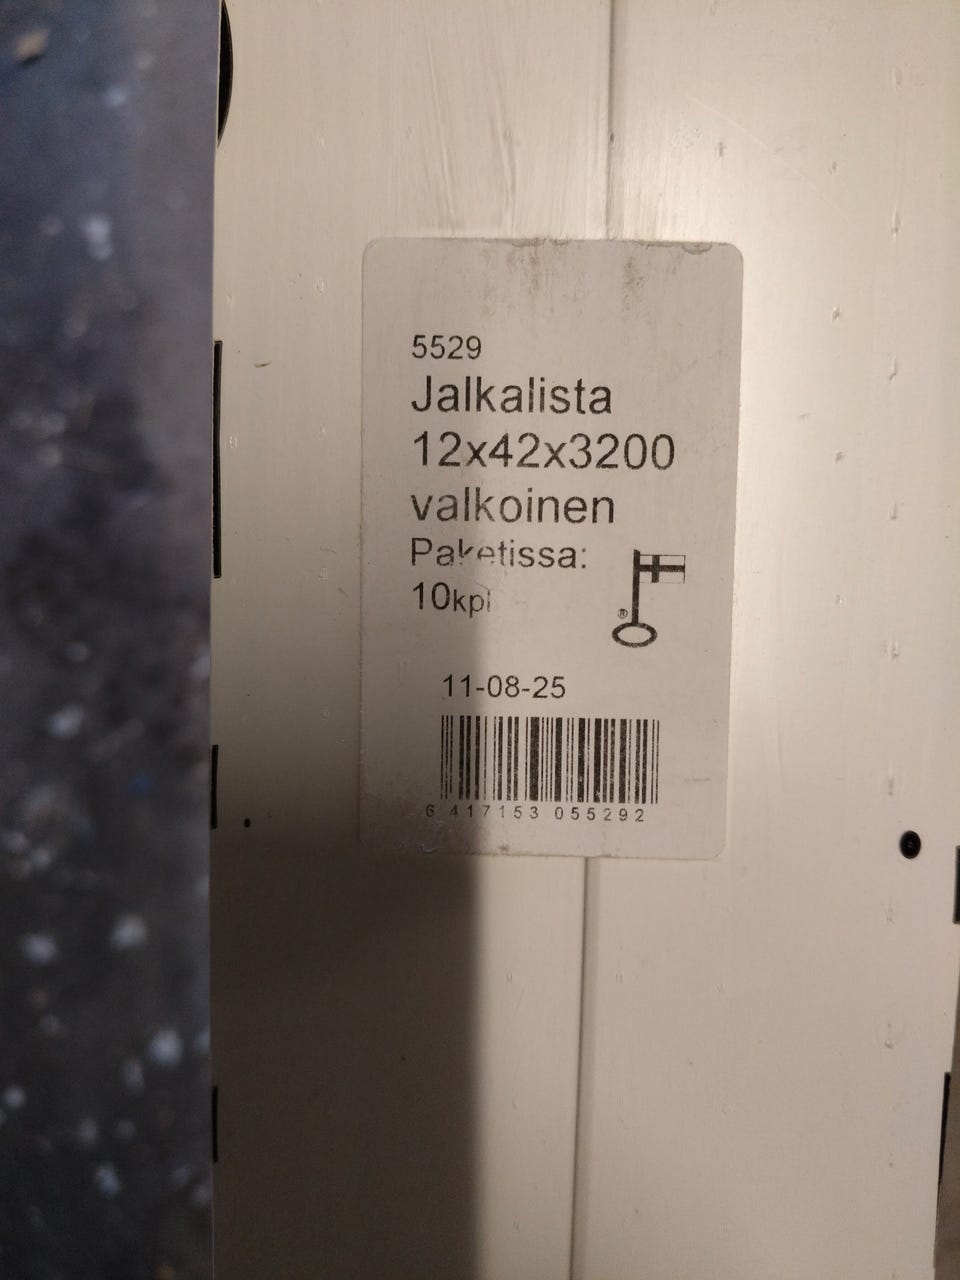 5529
Jalkalista
12x42x3200
valkoinen
Paketissa:
10kpl
®
11-08-25
6 417153 055292